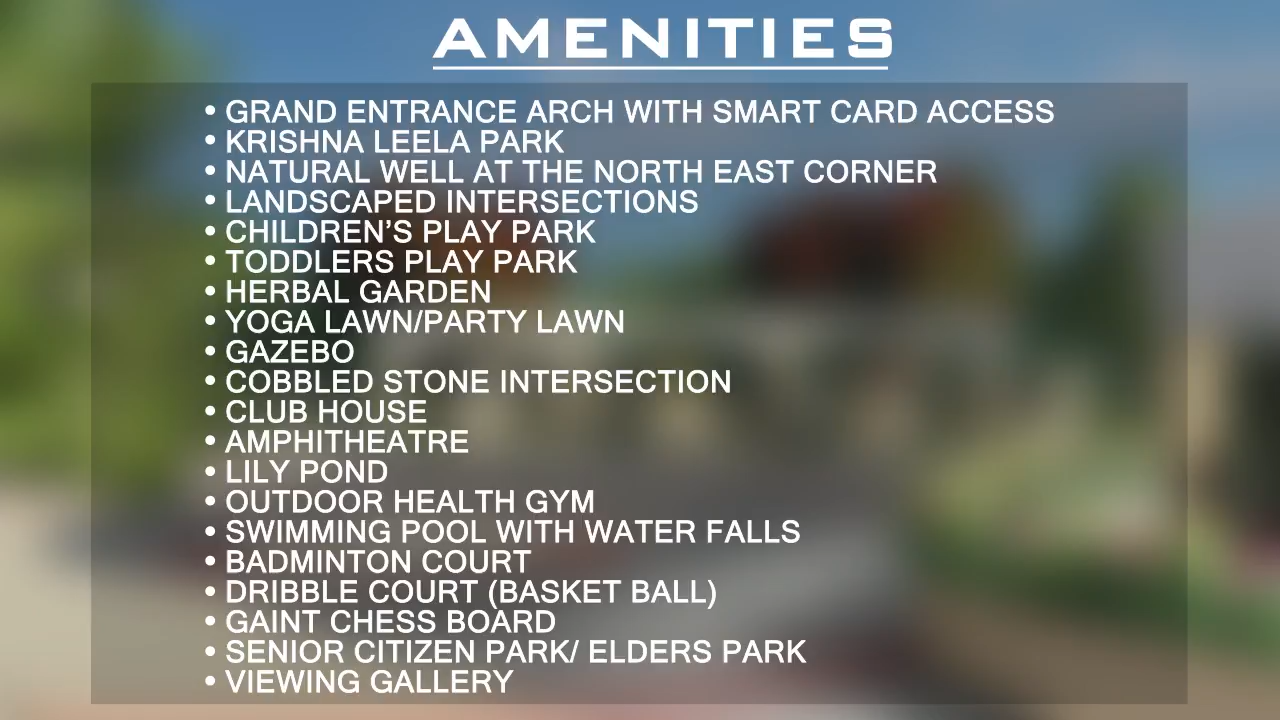 AMENITIES
• GRAND ENTRANCE ARCH WITH SMART CARD ACCESS
• KRISHNA LEELA PARK
• NATURAL WELL AT THE NORTH EAST CORNER
• LANDSCAPED INTERSECTIONS
• CHILDREN’S PLAY PARK
• TODDLERS PLAY PARK
• HERBAL GARDEN
• YOGA LAWN/PARTY LAWN
• GAZEBO
• COBBLED STONE INTERSECTION
• CLUB HOUSE
• AMPHITHEATRE
• LILY POND
• OUTDOOR HEALTH GYM
• SWIMMING POOL WITH WATER FALLS
• BADMINTON COURT
• DRIBBLE COURT (BASKET BALL)
• GAINT CHESS BOARD
• SENIOR CITIZEN PARK/ ELDERS PARK
• VIEWING GALLERY